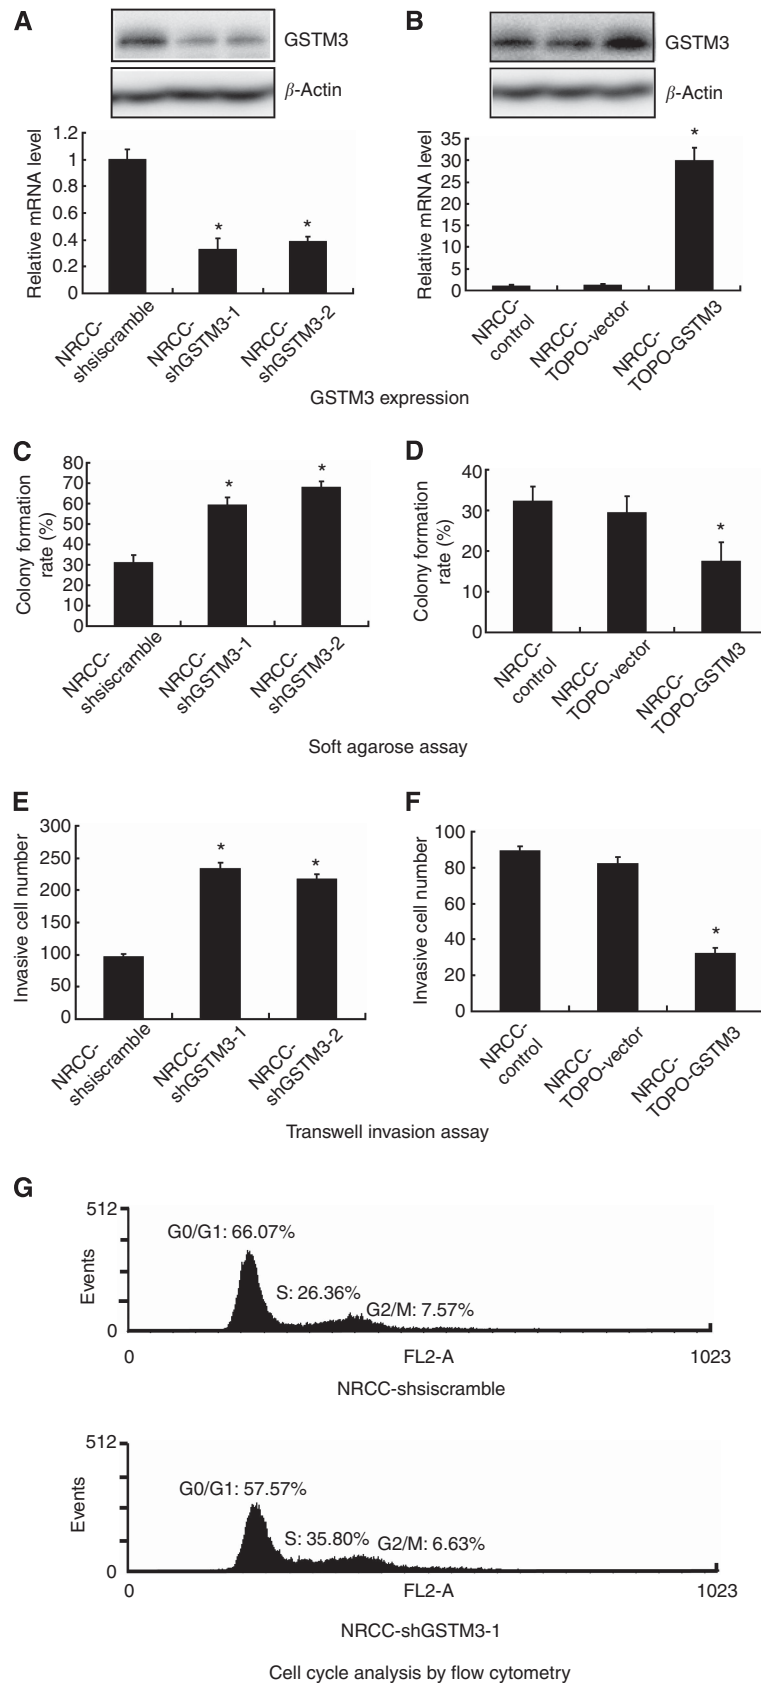 A
GSTM3
β-Actin
Relative mRNA level
1.2
1
0.8
0.6
0.4
0.2
0
*
*
NRCC-
shsiscramble
NRCC-
shGSTM3-1
NRCC-
shGSTM3-2
B
GSTM3
β-Actin
Relative mRNA level
35
30
25
20
15
10
5
0
*
NRCC-
control
NRCC-
TOPO-vector
NRCC-
TOPO-GSTM3
GSTM3 expression
C
Colony formation
rate (%)
80
70
60
50
40
30
20
10
0
*
*
NRCC-
shsiscramble
NRCC-
shGSTM3-1
NRCC-
shGSTM3-2
D
Colony formation
rate (%)
40
30
20
10
0
*
NRCC-
control
NRCC-
TOPO-vector
NRCC-
TOPO-GSTM3
Soft agarose assay
E
Invasive cell number
300
250
200
150
100
50
0
*
*
NRCC-
shsiscramble
NRCC-
shGSTM3-1
NRCC-
shGSTM3-2
F
Invasive cell number
100
80
60
40
20
0
*
NRCC-
control
NRCC-
TOPO-vector
NRCC-
TOPO-GSTM3
Transwell invasion assay
G
512
Events
0
G0/G1: 66.07%
S: 26.36%
G2/M: 7.57%
0
FL2-A
1023
NRCC-shsiscramble
512
Events
0
G0/G1: 57.57%
S: 35.80%
G2/M: 6.63%
0
FL2-A
1023
NRCC-shGSTM3-1
Cell cycle analysis by flow cytometry